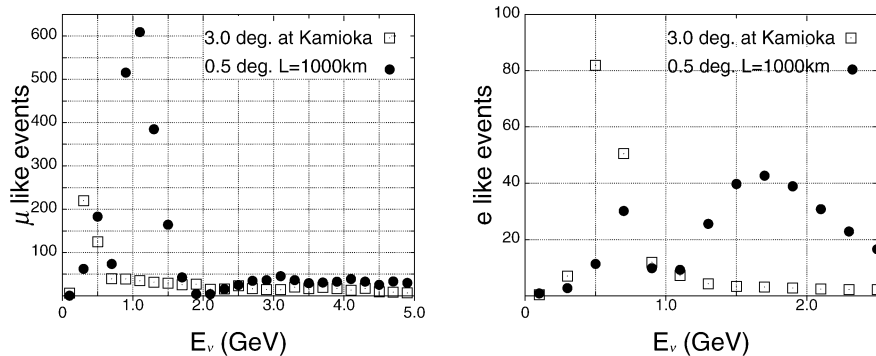 600
500
400
300
200
100
μ like events
3.0 deg. at Kamioka
0.5 deg. L=1000km
0
1.0
2.0
3.0
4.0
5.0
Eν (GeV)
100
80
60
40
20
e like events
3.0 deg. at Kamioka
0.5 deg. L=1000km
0
1.0
2.0
Eν (GeV)